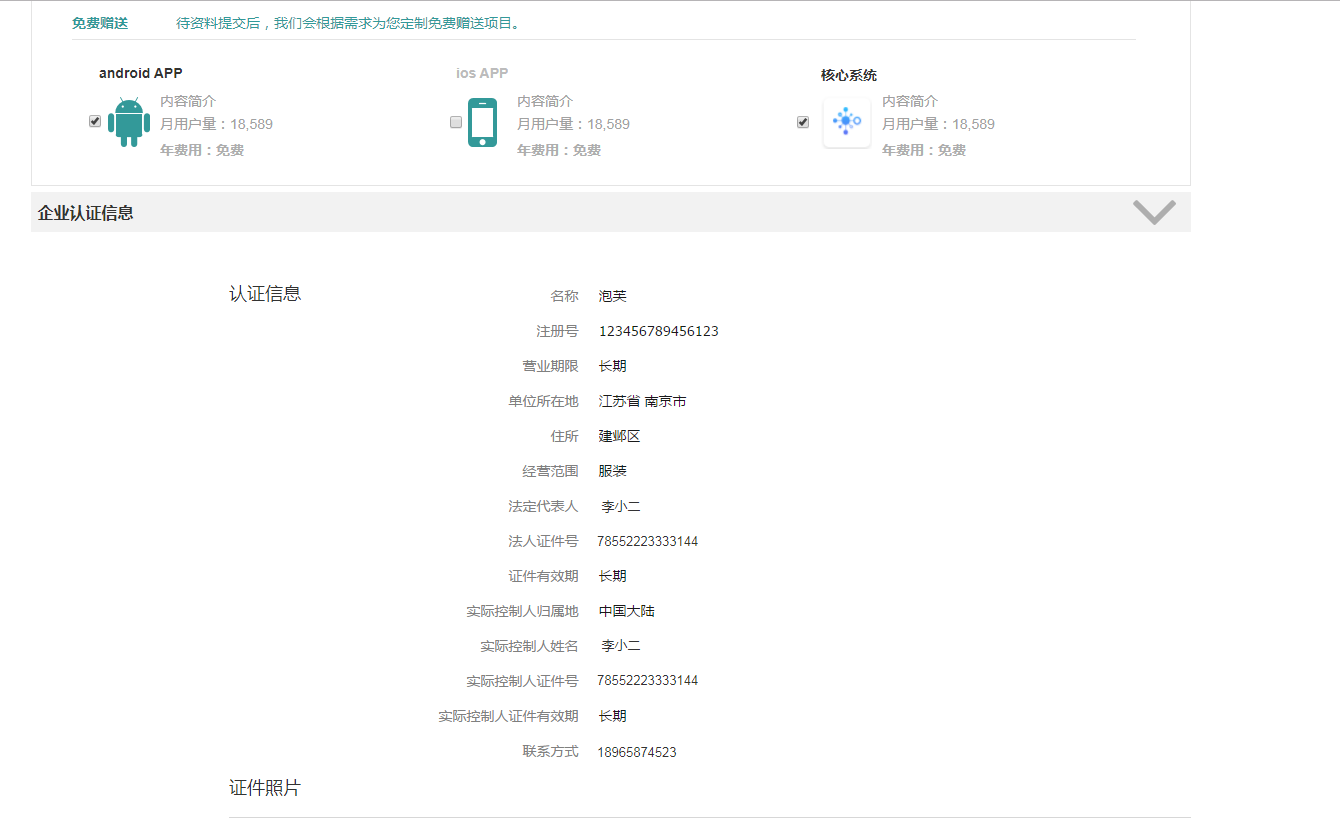 免费赠送 待资料提交后，我们会根据需求为您定制免费赠送项目。
android APP
内容简介
月用户量：18,589
年费用：免费
ios APP
内容简介
月用户量：18,589
年费用：免费
核心系统
内容简介
月用户量：18,589
年费用：免费
企业认证信息
认证信息
名称 泡芙
注册号 123456789456123
营业期限 长期
单位所在地 江苏省 南京市
住所 建邺区
经营范围 服装
法定代表人 李小二
法人证件号 78552223333144
证件有效期 长期
实际控制人归属地 中国大陆
实际控制人姓名 李小二
实际控制人证件号 78552223333144
实际控制人证件有效期 长期
联系方式 18965874523
证件照片